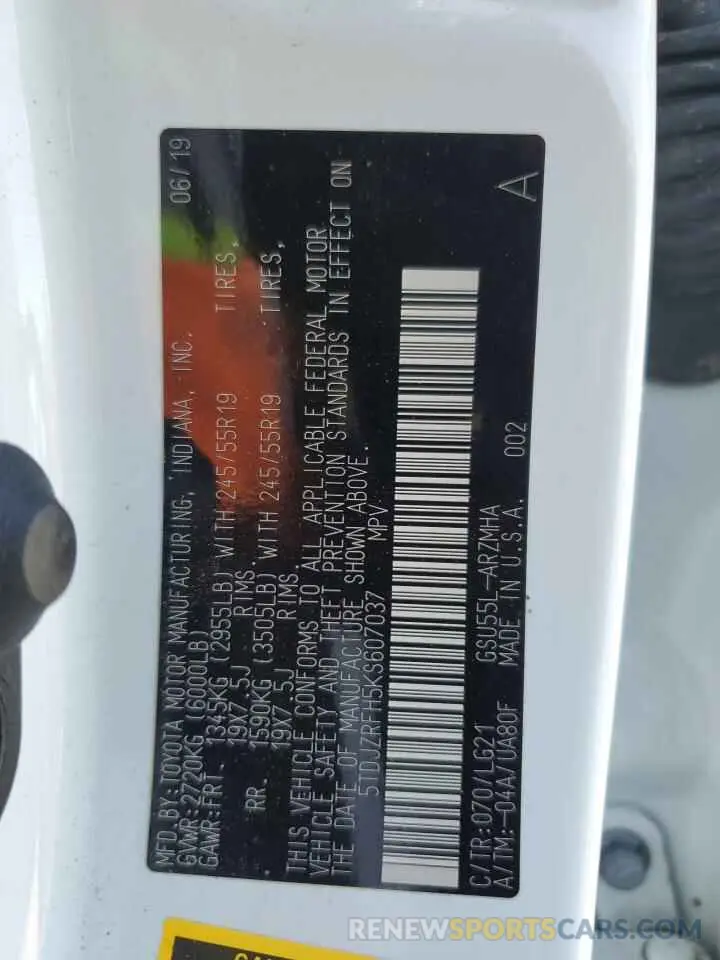 MFD.BY:TOYOTA MOTOR MANUFACTURING, INDIANA, INC. 06/19
GVWR:2720KG (6000LB)
GAWR:FRT. 1345KG (2955LB) WITH 245/55R19 TIRES,
19X7.5J RIMS.
RR. 1590KG (3505LB) WITH 245/55R19 TIRES,
19X7.5J RIMS.
THIS VEHICLE CONFORMS TO ALL APPLICABLE FEDERAL MOTOR
VEHICLE SAFETY AND THEFT PREVENTION STANDARDS IN EFFECT ON
THE DATE OF MANUFACTURE SHOWN ABOVE.
5TDJZRFH5KS607037 MPV
C/TR:070/LG21 GSU55L-ARZMHA
A/TM:-04A/UA80F MADE IN U.S.A. 002 A
RENEWSPORTSCARS.COM